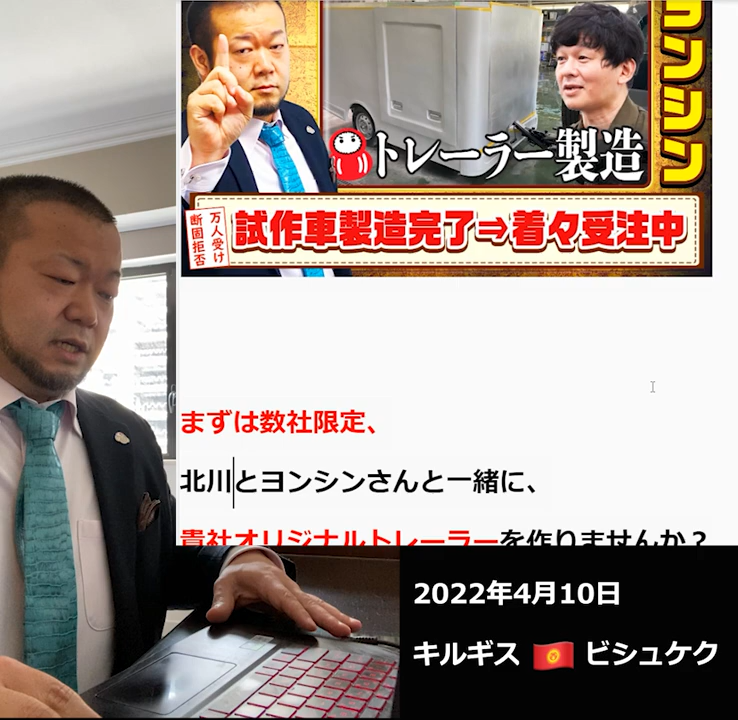 ヨンシン
トレーラー製造
万人受け
断固拒否
試作車製造完了⇒着々受注中
まずは数社限定、
北川とヨンシンさんと一緒に、
貴社オリジナルトレーラーを作りませんか？
2022年4月10日
キルギス 🇰🇬 ビシュケク